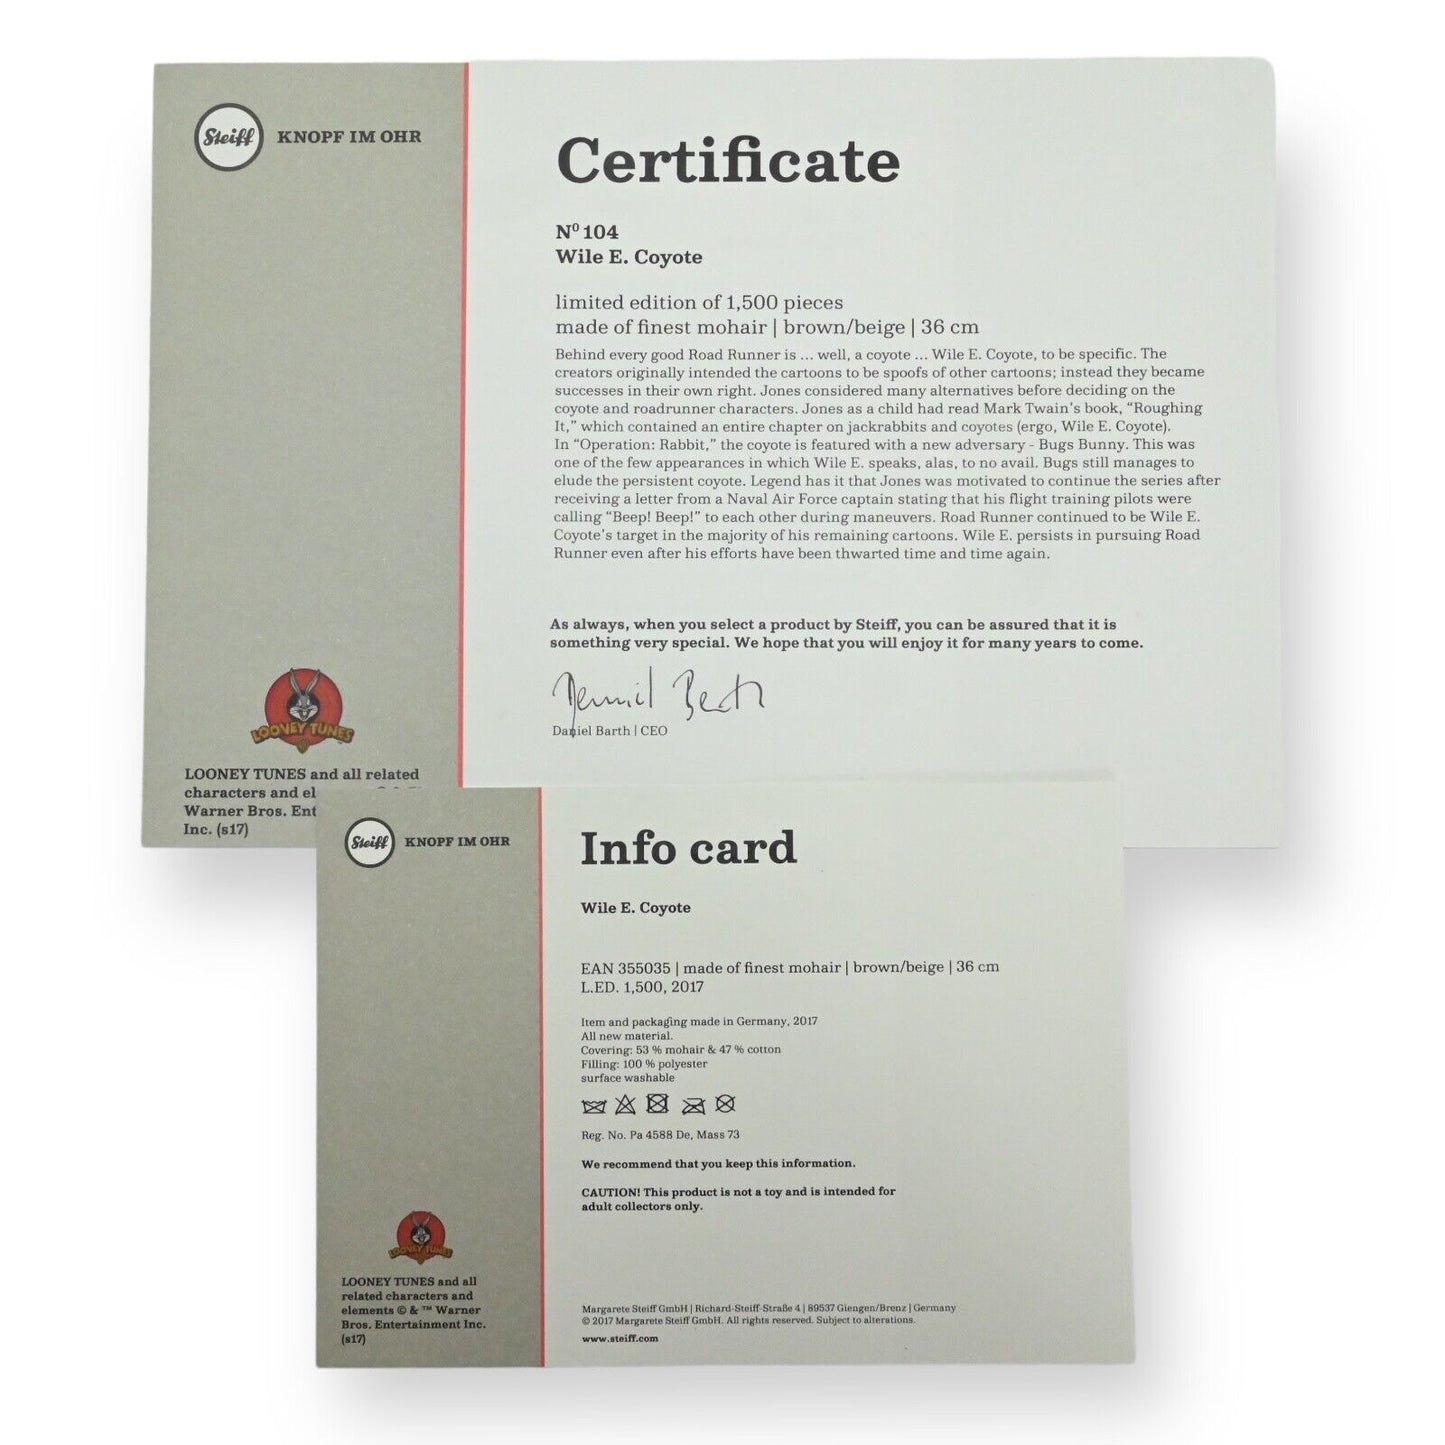 Steiff KNOPF IM OHR
Certificate
Nº 104
Wile E. Coyote
limited edition of 1,500 pieces
made of finest mohair | brown/beige | 36 cm
Behind every good Road Runner is ... well, a coyote ... Wile E. Coyote, to be specific. The
creators originally intended the cartoons to be spoofs of other cartoons; instead they became
successes in their own right. Jones considered many alternatives before deciding on the
coyote and roadrunner characters. Jones as a child had read Mark Twain's book, “Roughing
It,” which contained an entire chapter on jackrabbits and coyotes (ergo, Wile E. Coyote).
In “Operation: Rabbit,” the coyote is featured with a new adversary - Bugs Bunny. This was
one of the few appearances in which Wile E. speaks, alas, to no avail. Bugs still manages to
elude the persistent coyote. Legend has it that Jones was motivated to continue the series after
receiving a letter from a Naval Air Force captain stating that his flight training pilots were
calling “Beep! Beep!” to each other during maneuvers. Road Runner continued to be Wile E.
Coyote's target in the majority of his remaining cartoons. Wile E. persists in pursuing Road
Runner even after his efforts have been thwarted time and time again.
As always, when you select a product by Steiff, you can be assured that it is
something very special. We hope that you will enjoy it for many years to come.
Daniel Barth | CEO
LOONEY TUNES
LOONEY TUNES and all related
characters and el
Warner Bros. Ent
Inc. (s17)
Steiff KNOPF IM OHR
Info card
Wile E. Coyote
EAN 355035 | made of finest mohair | brown/beige | 36 cm
L.ED. 1,500, 2017
Item and packaging made in Germany, 2017
All new material.
Covering: 53 % mohair & 47 % cotton
Filling: 100 % polyester
surface washable
Reg. No. Pa 4588 De, Mass 73
We recommend that you keep this information.
CAUTION! This product is not a toy and is intended for
adult collectors only.
LOONEY TUNES
LOONEY TUNES and all
related characters and
elements © & ™ Warner
Bros. Entertainment Inc.
(s17)
Margarete Steiff GmbH | Richard-Steiff-Straße 4 | 89537 Giengen/Brenz | Germany
© 2017 Margarete Steiff GmbH. All rights reserved. Subject to alterations.
www.steiff.com